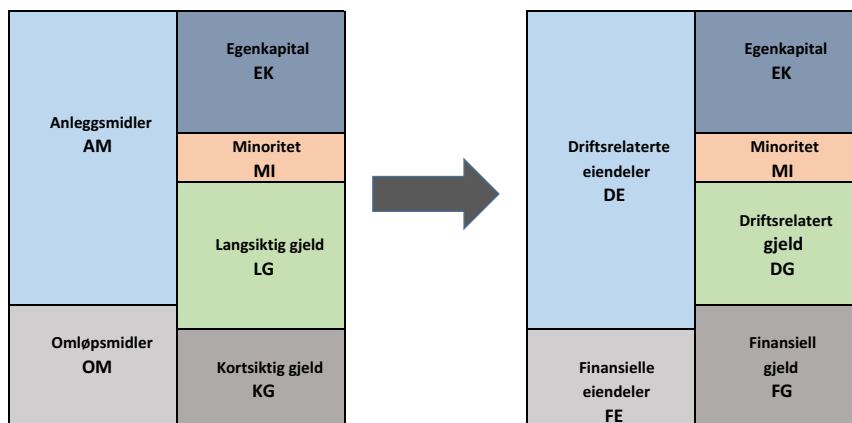 Anleggsmidler
AM
Omløpsmidler
OM
Egenkapital
EK
Minoritet
MI
Langsiktig gjeld
LG
Kortsiktig gjeld
KG
Driftsrelaterte
eiendeler
DE
Finansielle
eiendeler
FE
Egenkapital
EK
Minoritet
MI
Driftsrelatert
gjeld
DG
Finansiell
gjeld
FG